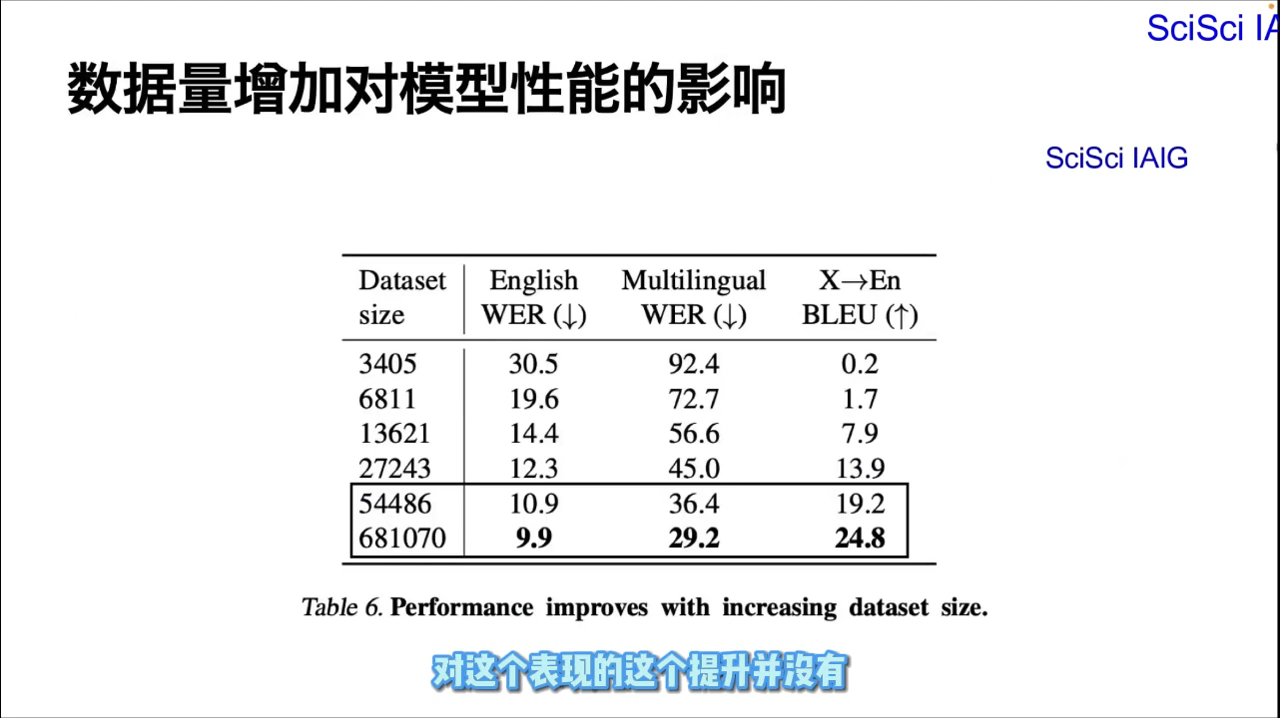 SciSci IA
数据量增加对模型性能的影响
SciSci IAIG
Dataset size English WER (↓) Multilingual WER (↓) X→En BLEU (↑)
3405 30.5 92.4 0.2
6811 19.6 72.7 1.7
13621 14.4 56.6 7.9
27243 12.3 45.0 13.9
54486 10.9 36.4 19.2
681070 9.9 29.2 24.8
Table 6. Performance improves with increasing dataset size.
对这个表现的这个提升并没有